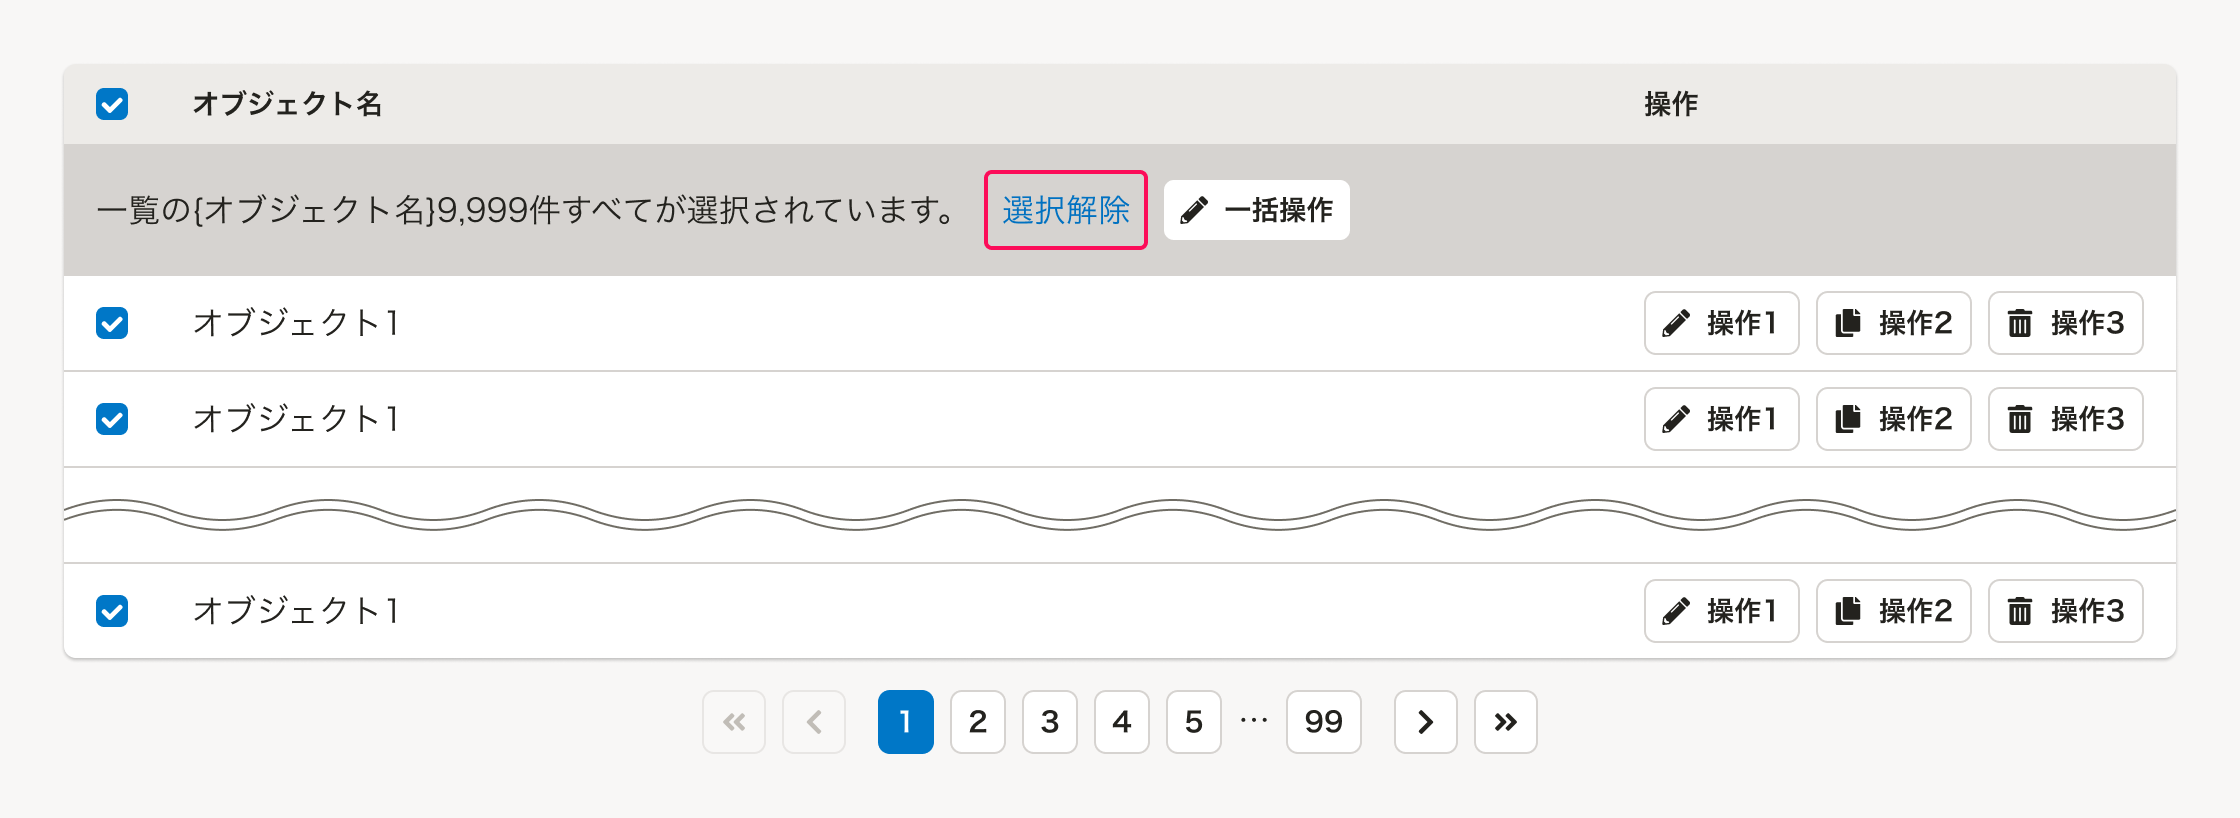 オブジェクト名 操作
一覧の{オブジェクト名}9,999件すべてが選択されています。 選択解除 一括操作
オブジェクト1 操作1 操作2 操作3
オブジェクト1 操作1 操作2 操作3
オブジェクト1 操作1 操作2 操作3
1 2 3 4 5 … 99